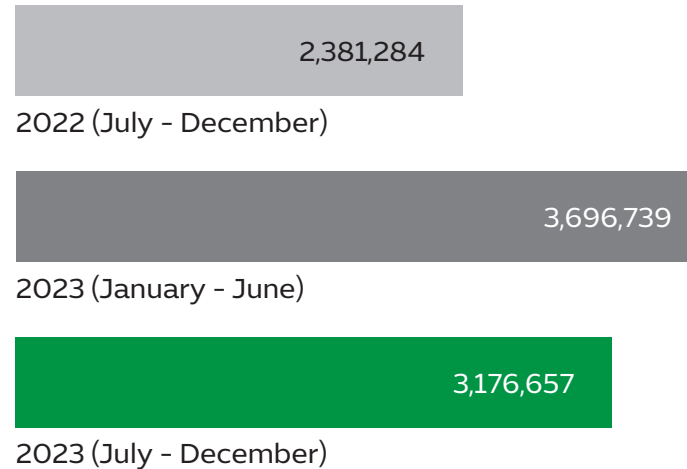 2,381,284
2022 (July - December)
3,696,739
2023 (January - June)
3,176,657
2023 (July - December)